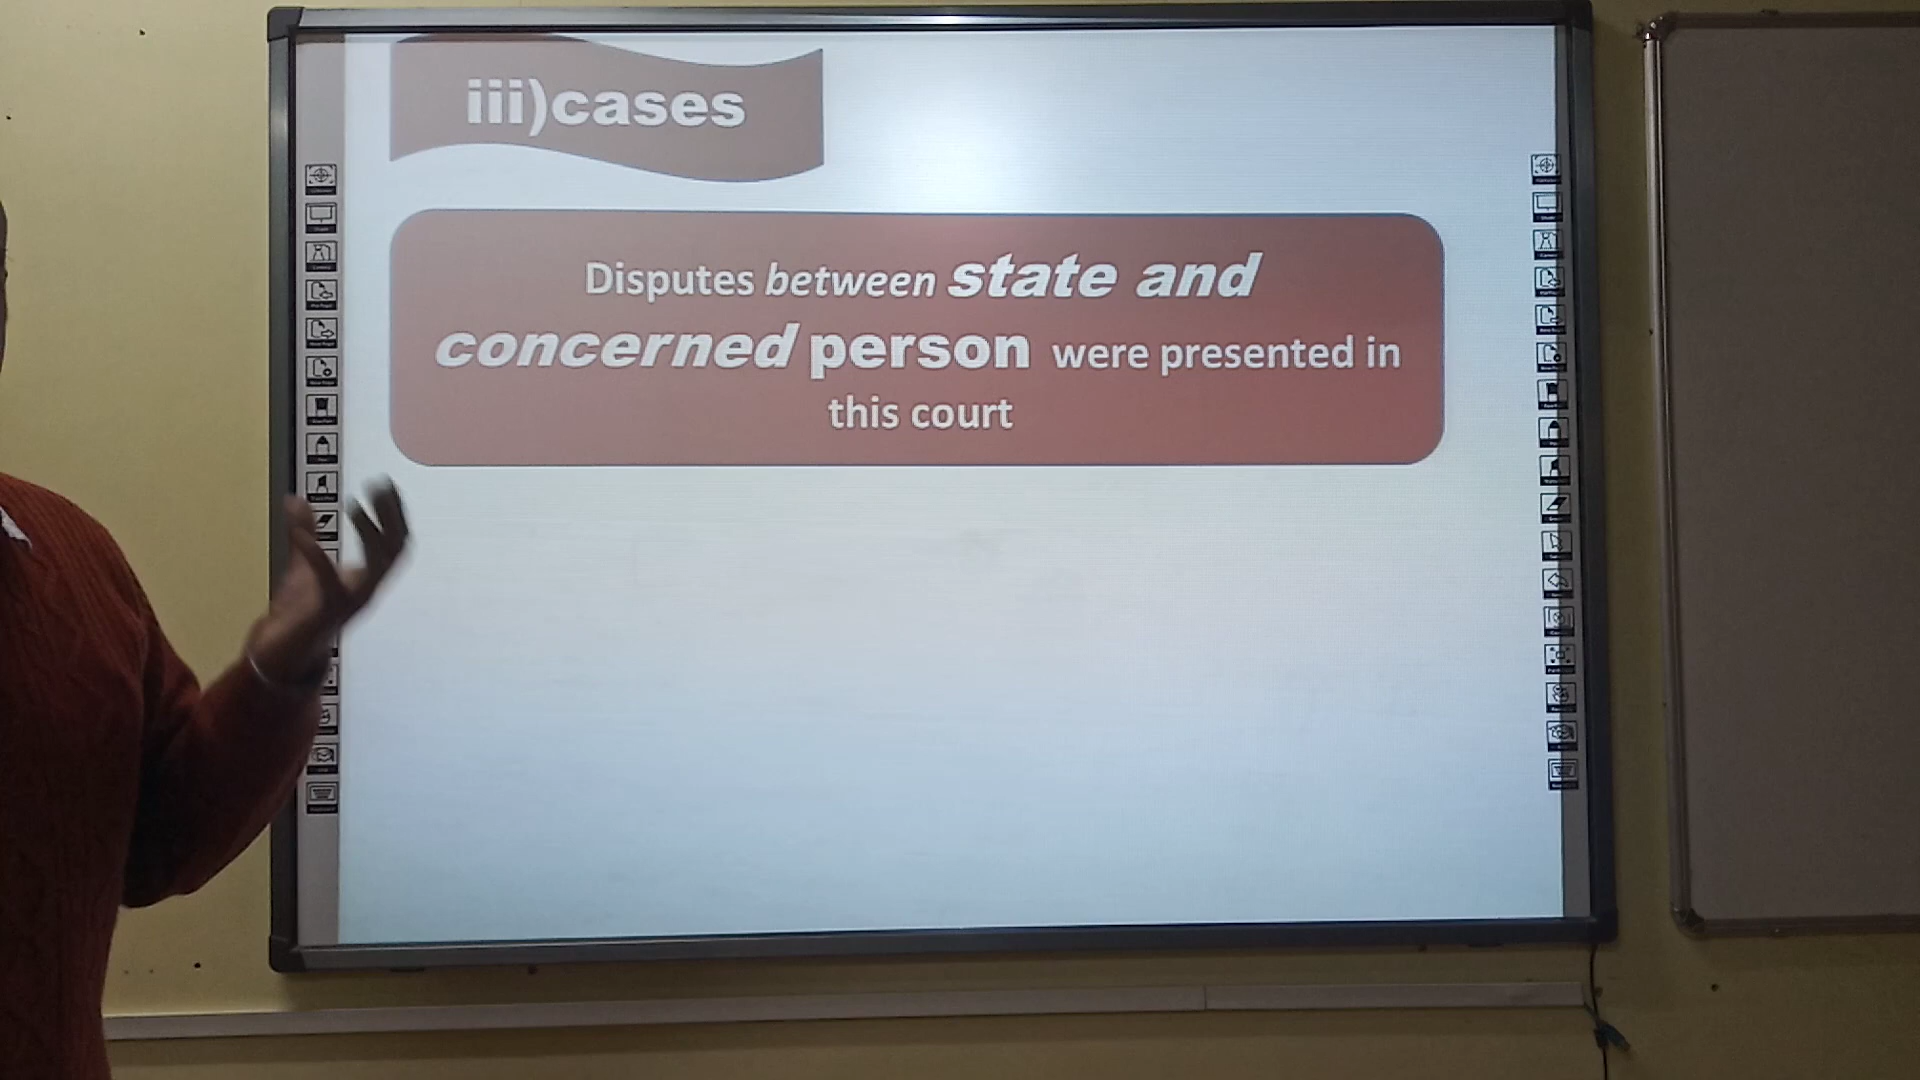 iii)cases
Disputes between state and
concerned person were presented in
this court